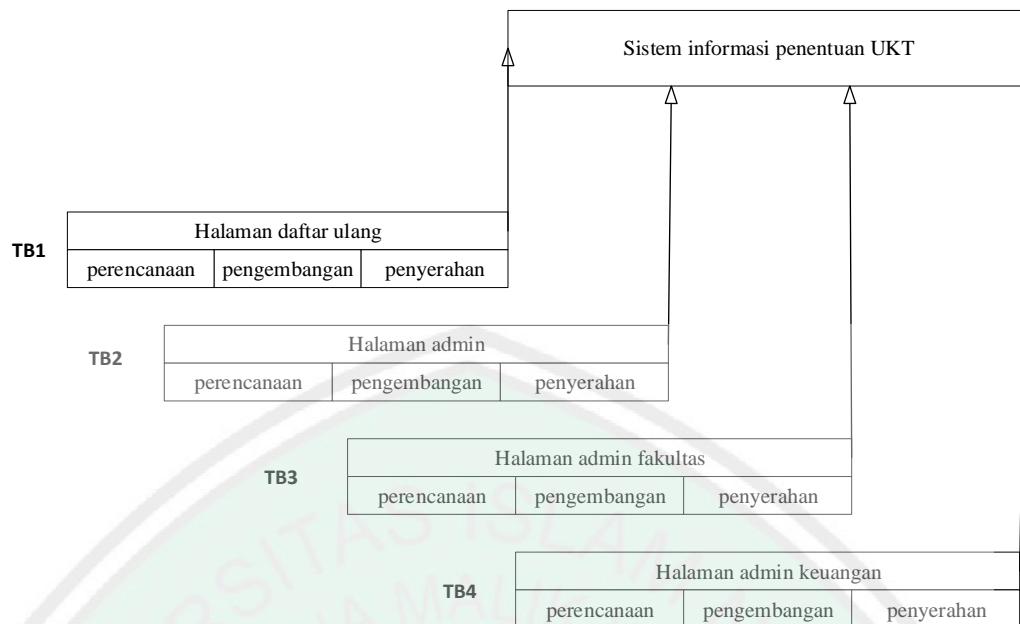 Sistem informasi penentuan UKT
Halaman daftar ulang
TB1
perencanaan pengembangan penyerahan
Halaman admin
TB2
perencanaan pengembangan penyerahan
Halaman admin fakultas
TB3
perencanaan pengembangan penyerahan
Halaman admin keuangan
TB4
perencanaan pengembangan penyerahan